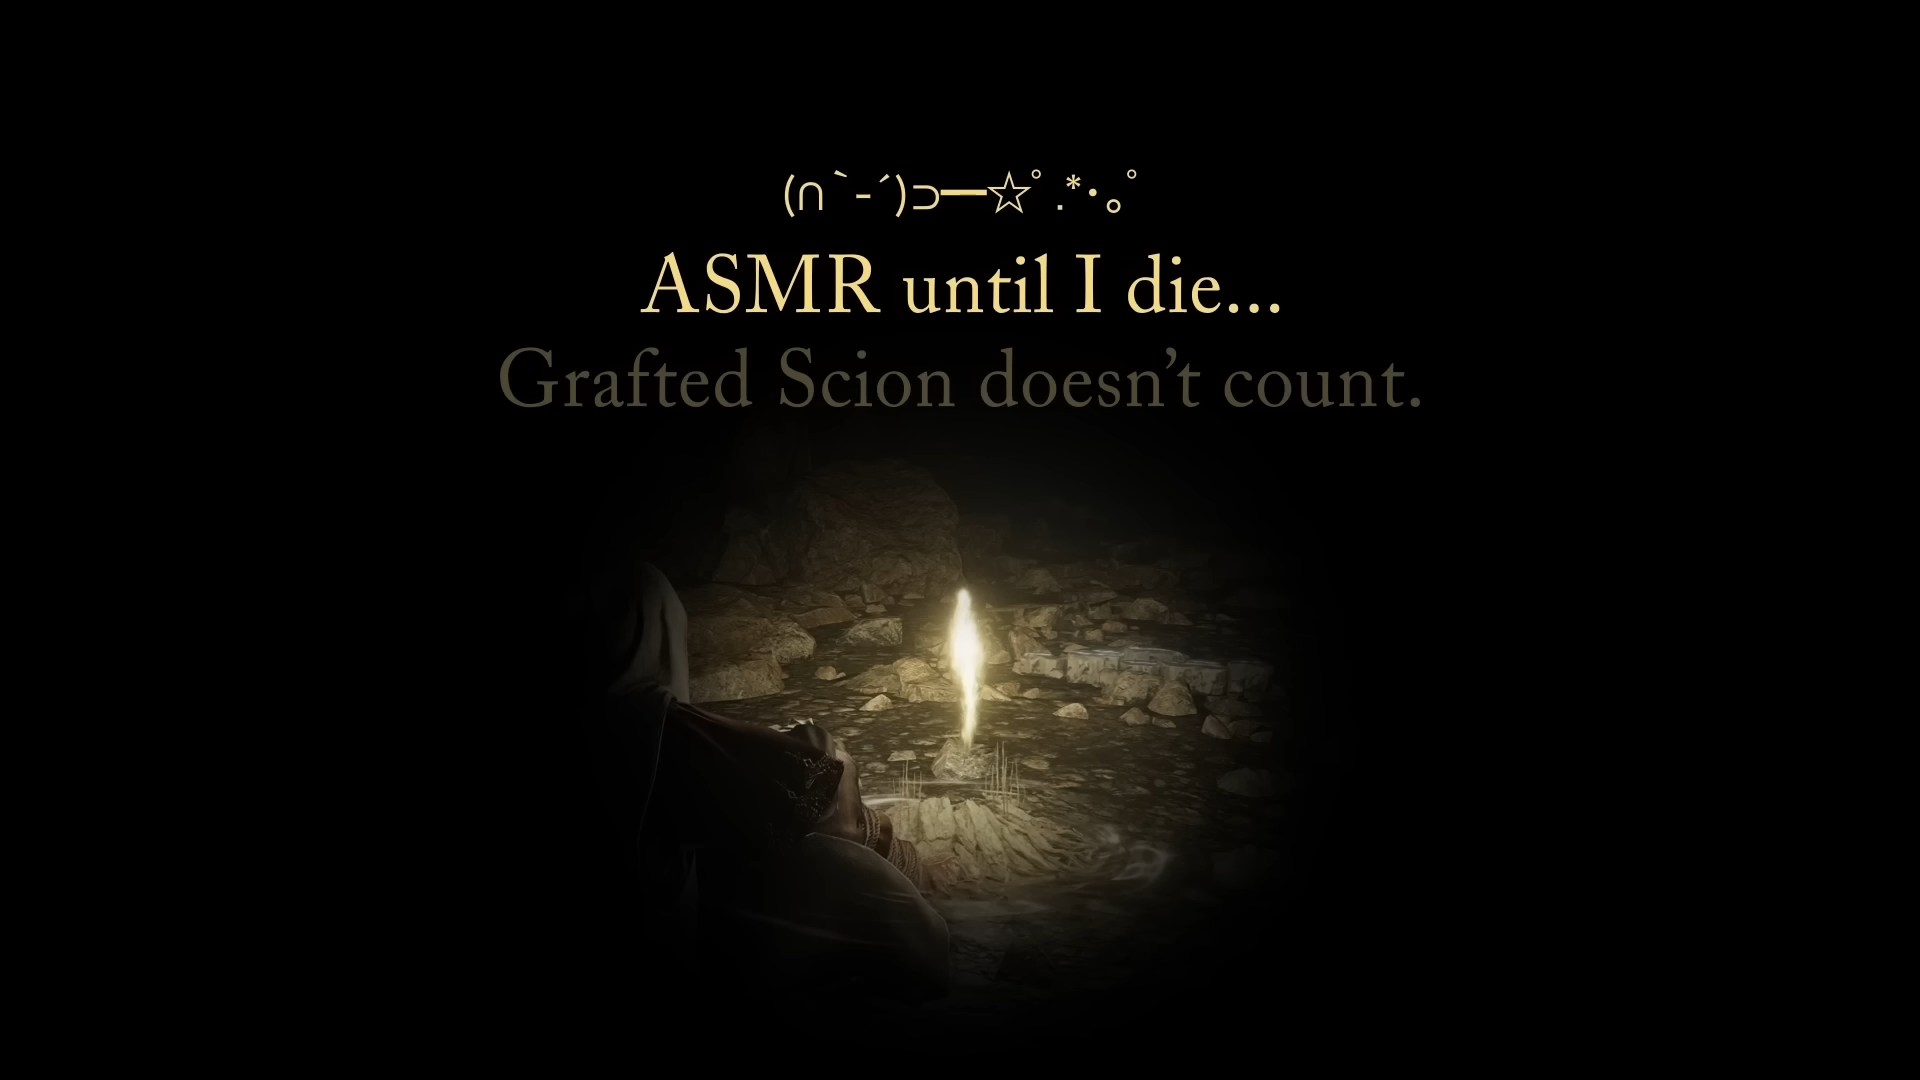 (∩｀-´)⊃━☆ﾟ.*･｡ﾟ
ASMR until I die...
Grafted Scion doesn’t count.